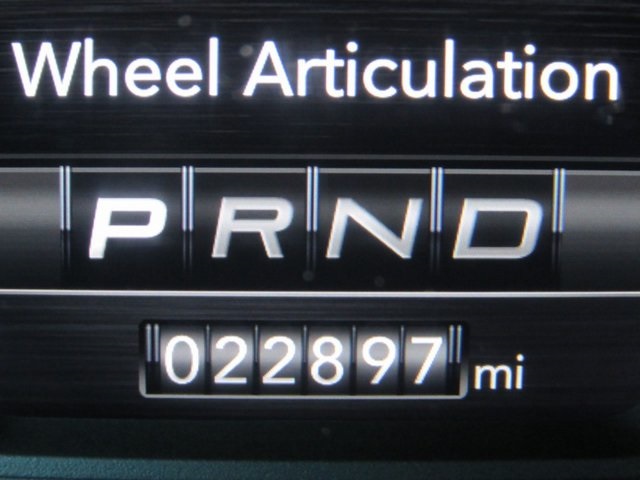 Wheel Articulation
PRND
022897 mi